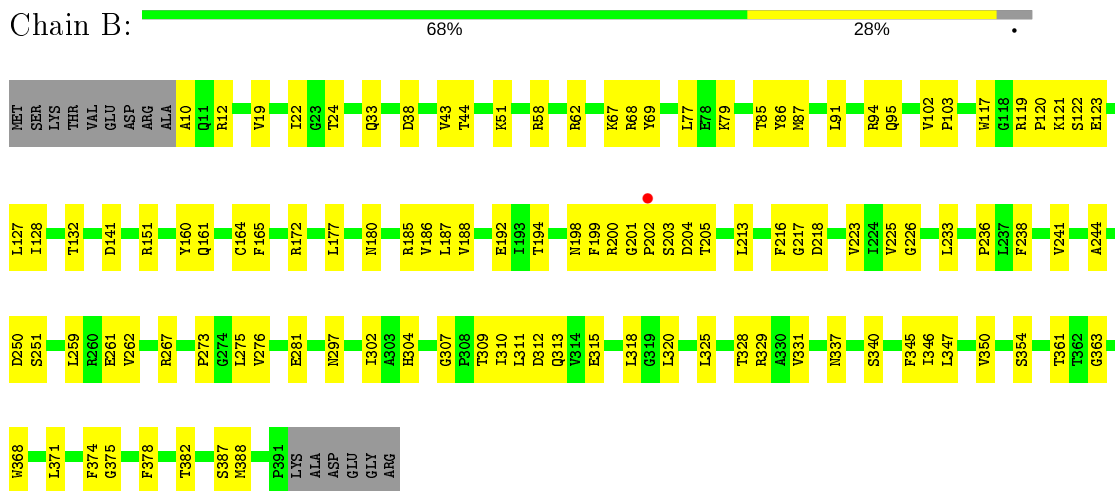 Chain B:
68% 28% •
MET SER LYS THR VAL GLU ASP ARG ALA A10 Q11 R12 V19 I22 G23 T24 Q33 D38 V43 T44 K51 R58 R62 K67 R68 Y69 L77 E78 K79 T85 Y86 M87 L91 R94 Q95 V102 P103 W117 G118 R119 P120 K121 S122 E123
L127 I128 T132 D141 R151 Y160 Q161 C164 F165 R172 L177 N180 R185 V186 L187 V188 E192 I193 T194 N198 F199 R200 G201 P202 S203 D204 T205 L213 F216 G217 D218 V223 I224 V225 G226 L233 P236 L237 F238 V241 A244
D250 S251 L259 R260 E261 V262 R267 P273 G274 L275 V276 E281 N297 I302 A303 H304 G307 P308 T309 I310 L311 D312 Q313 V314 E315 L318 G319 L320 L325 T328 R329 A330 V331 N337 S340 F345 I346 L347 V350 S354 T361 T362 G363
W368 L371 F374 G375 F378 T382 S387 M388 P391 LYS ALA ASP GLU GLY ARG